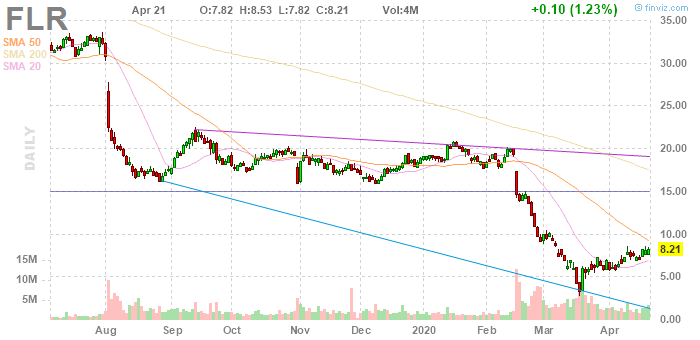 FLR Apr 21 O:7.82 H:8.53 L:7.82 C:8.21 Vol:4M +0.10 (1.23%) © finviz.com
SMA 50
SMA 200
SMA 20
DAILY
35.00
30.00
25.00
20.00
15.00
10.00
8.21
5.00
0.00
15M
10M
5M
Aug Sep Oct Nov Dec 2020 Feb Mar Apr